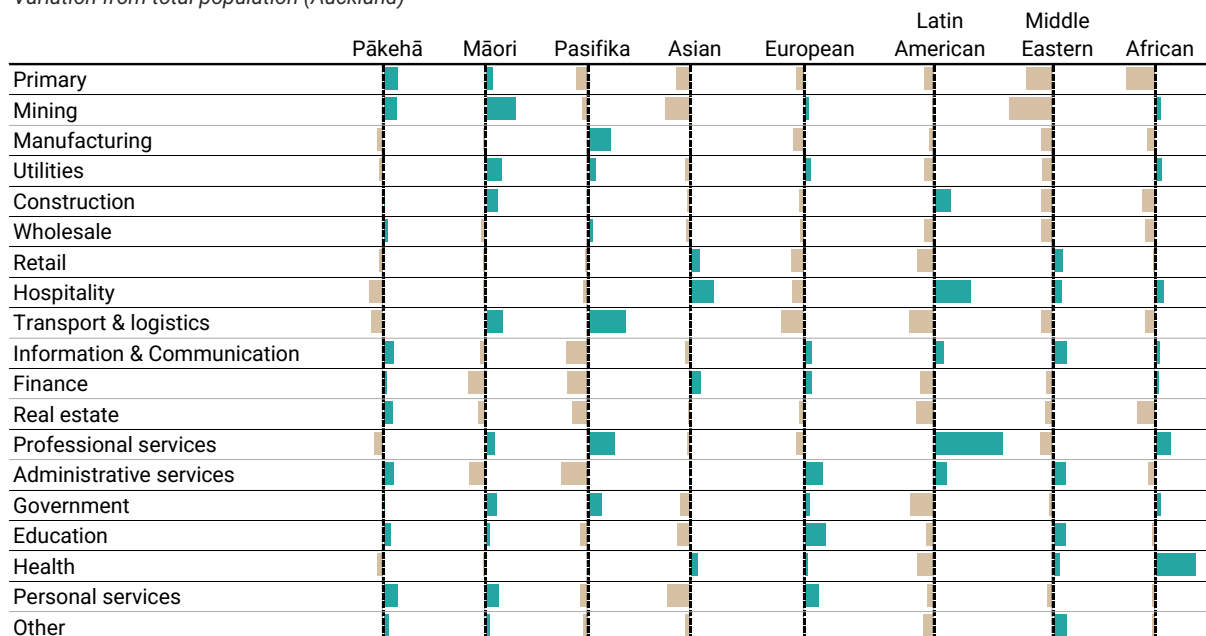 Variation from total population (Auckland)
Latin Middle
Pākehā Māori Pasifika Asian European American Eastern African
Primary
Mining
Manufacturing
Utilities
Construction
Wholesale
Retail
Hospitality
Transport & logistics
Information & Communication
Finance
Real estate
Professional services
Administrative services
Government
Education
Health
Personal services
Other